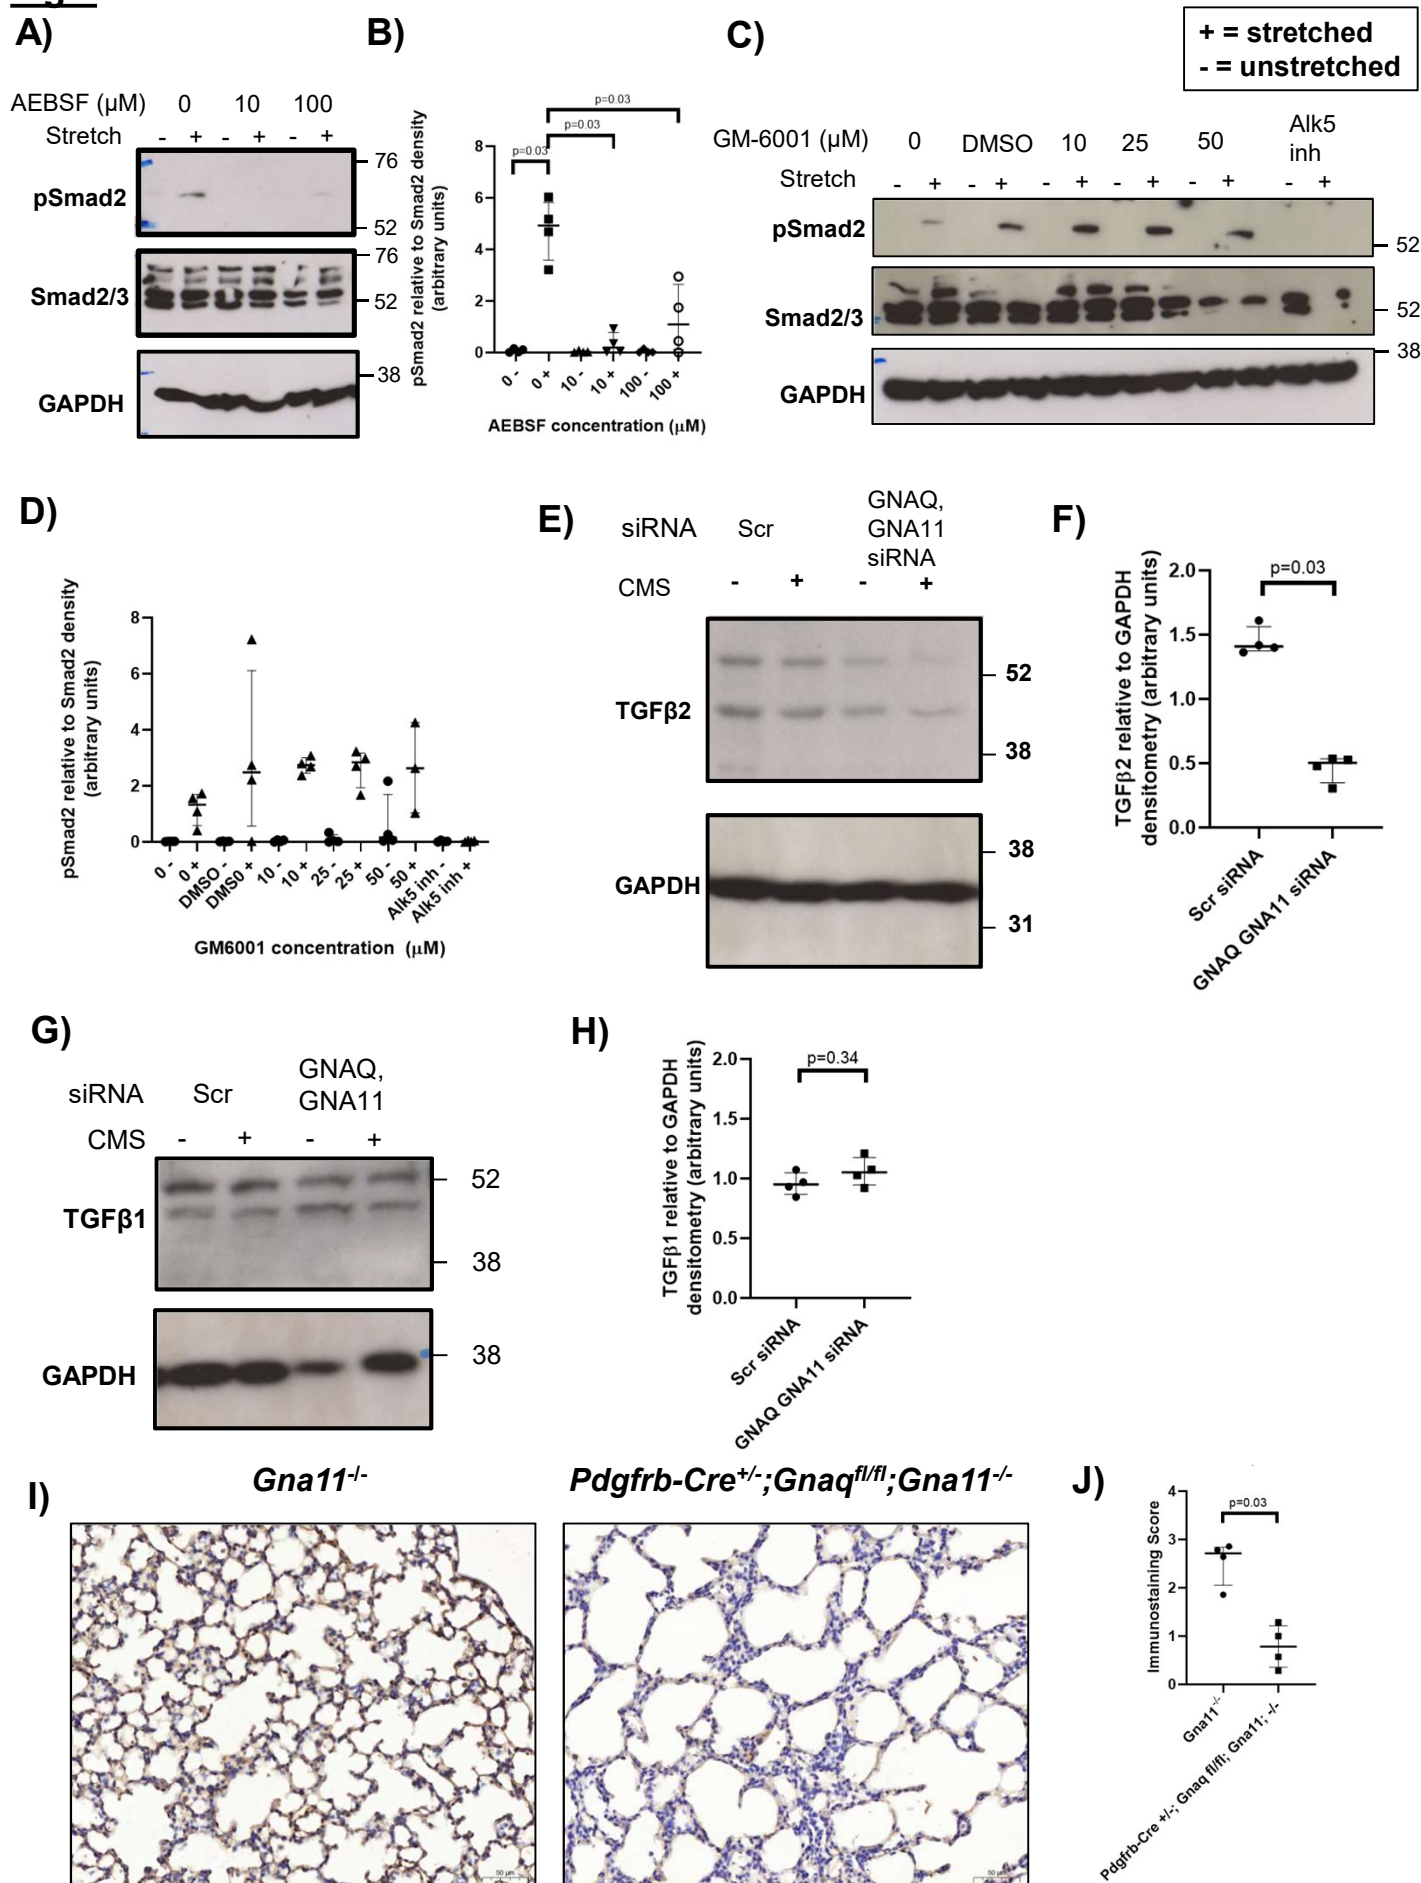 A)
AEBSF (μM) 0 10 100
Stretch - + - + - +
pSmad2
76
52
Smad2/3
76
52
GAPDH
38
B)
pSmad2 relative to Smad2 density
(arbitrary units)
8
6
4
2
0
p=0.03
p=0.03
p=0.03
0 -
0 +
10 -
10 +
100 -
100 +
AEBSF concentration (μM)
C)
+ = stretched
- = unstretched
GM-6001 (μM) 0 DMSO 10 25 50 Alk5
inh
Stretch - + - + - + - + - + - +
pSmad2
52
Smad2/3
52
38
GAPDH
D)
pSmad2 relative to Smad2 density
(arbitrary units)
8
6
4
2
0
0 -
0 +
DMSO -
DMSO +
10 -
10 +
25 -
25 +
50 -
50 +
Alk5 inh -
Alk5 inh +
GM6001 concentration (μM)
E)
siRNA Scr GNAQ,
GNA11
siRNA
CMS - + - +
TGFβ2
52
38
GAPDH
38
31
F)
TGFβ2 relative to GAPDH
densitometry (arbitrary units)
2.0
1.5
1.0
0.5
0.0
p=0.03
Scr siRNA
GNAQ GNA11 siRNA
G)
siRNA Scr GNAQ,
GNA11
CMS - + - +
TGFβ1
52
38
GAPDH
38
H)
TGFβ1 relative to GAPDH
densitometry (arbitrary units)
2.0
1.5
1.0
0.5
0.0
p=0.34
Scr siRNA
GNAQ GNA11 siRNA
I)
Gna11-/-
Pdgfrb-Cre+/-;Gnaqfl/fl;Gna11-/-
50 μm
50 μm
J)
Immunostaining Score
4
3
2
1
0
p=0.03
Gna11-/-
Pdgfrb-Cre +/-; Gnaq fl/fl; Gna11; -/-